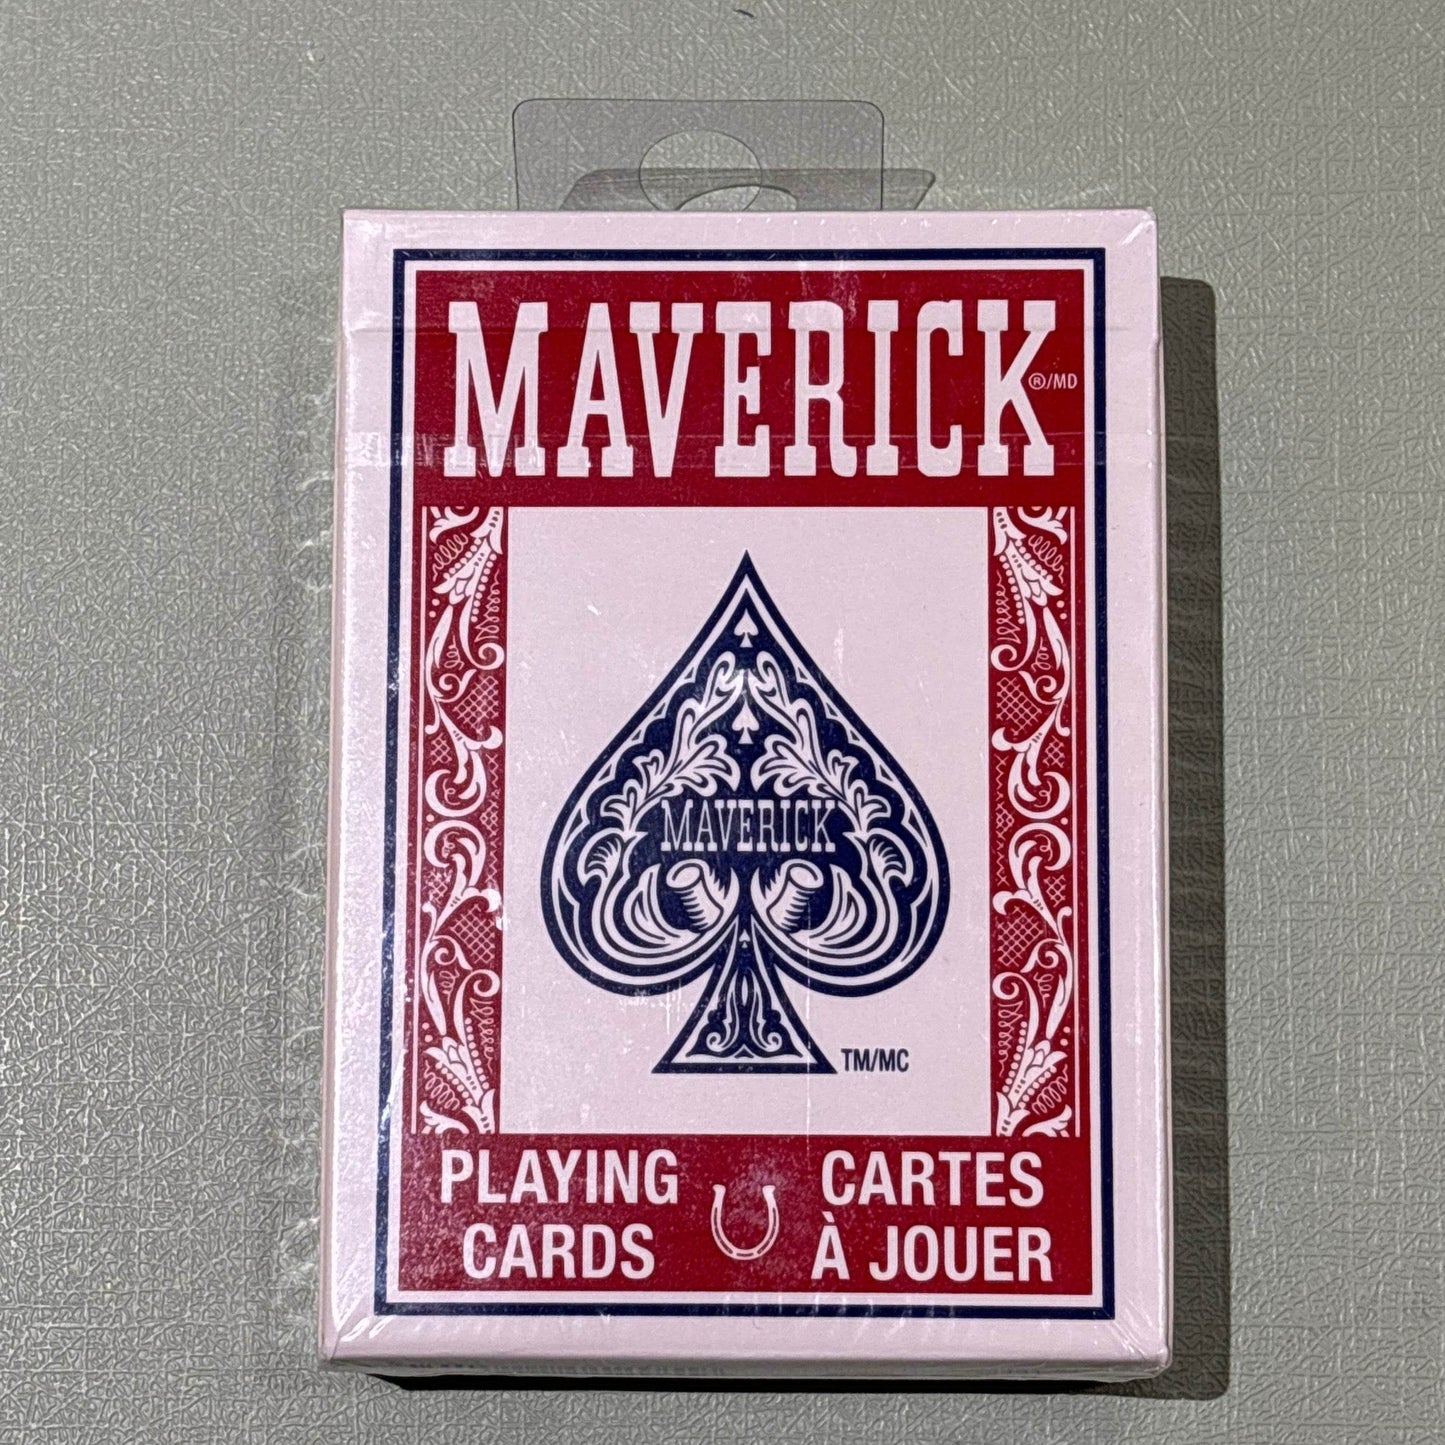 MAVERICK
®/MD
MAVERICK
TM/MC
PLAYING
CARDS
CARTES
À JOUER